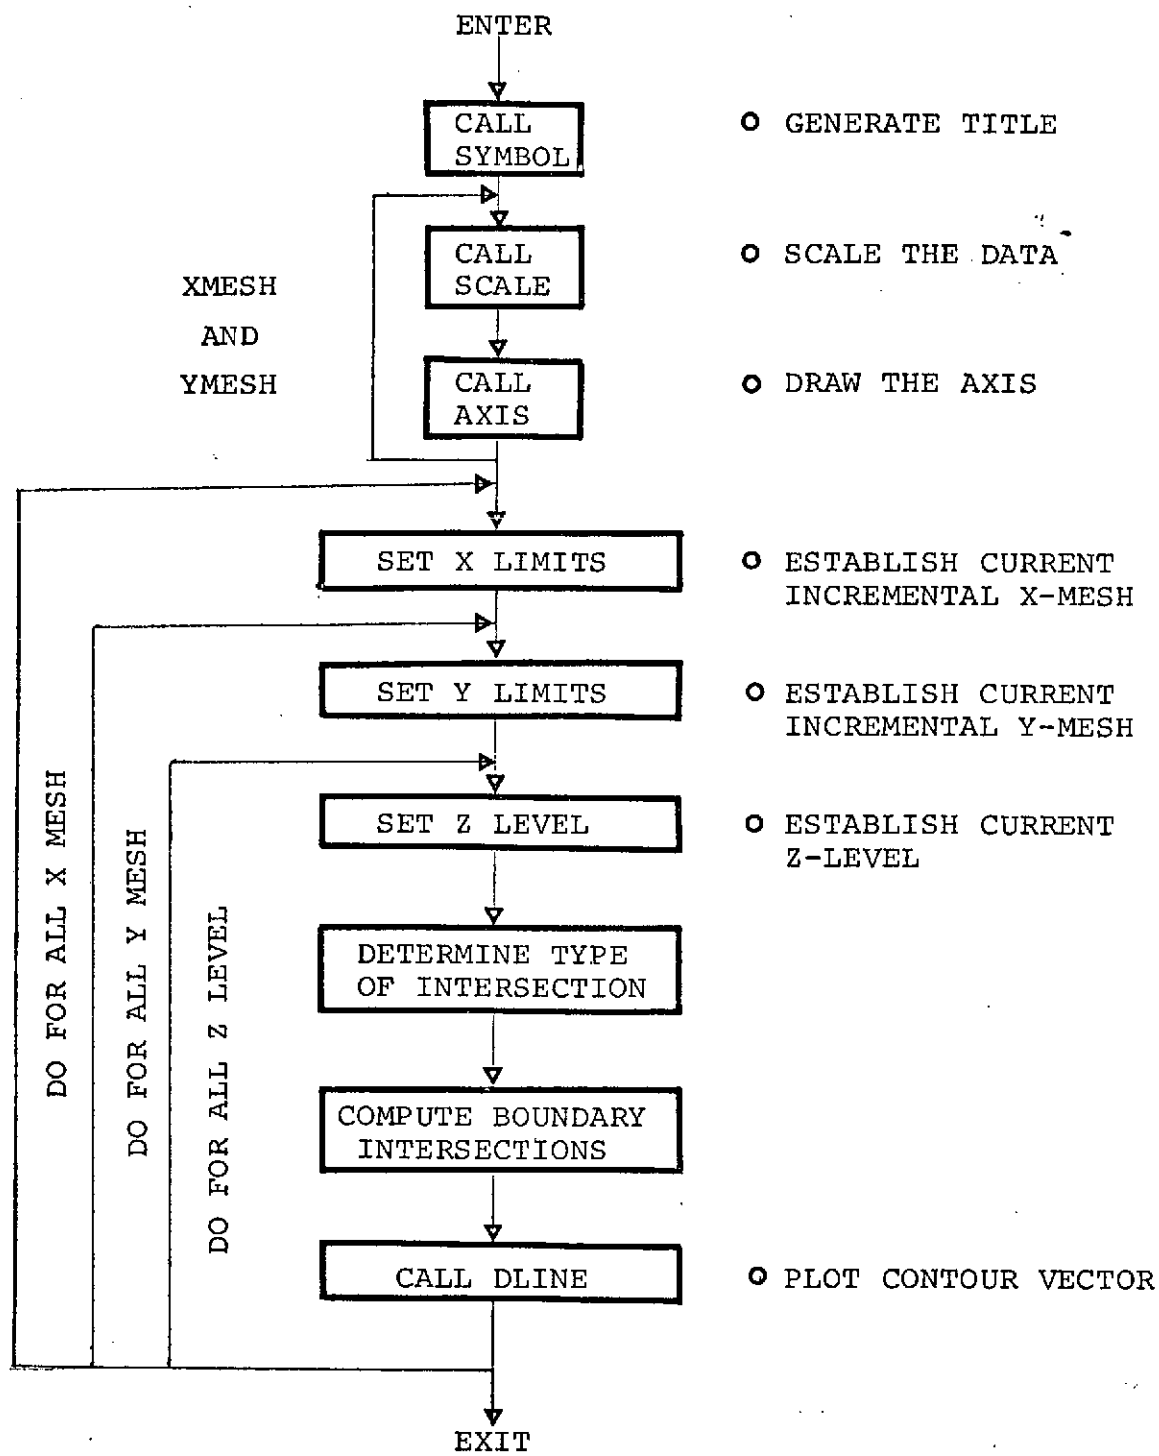 ENTER
CALL
SYMBOL
O GENERATE TITLE
CALL
SCALE
O SCALE THE DATA
XMESH
AND
YMESH
CALL
AXIS
O DRAW THE AXIS
SET X LIMITS
O ESTABLISH CURRENT
INCREMENTAL X-MESH
SET Y LIMITS
O ESTABLISH CURRENT
INCREMENTAL Y-MESH
SET Z LEVEL
O ESTABLISH CURRENT
Z-LEVEL
DO FOR ALL X MESH
DO FOR ALL Y MESH
DO FOR ALL Z LEVEL
DETERMINE TYPE
OF INTERSECTION
COMPUTE BOUNDARY
INTERSECTIONS
CALL DLINE
O PLOT CONTOUR VECTOR
EXIT